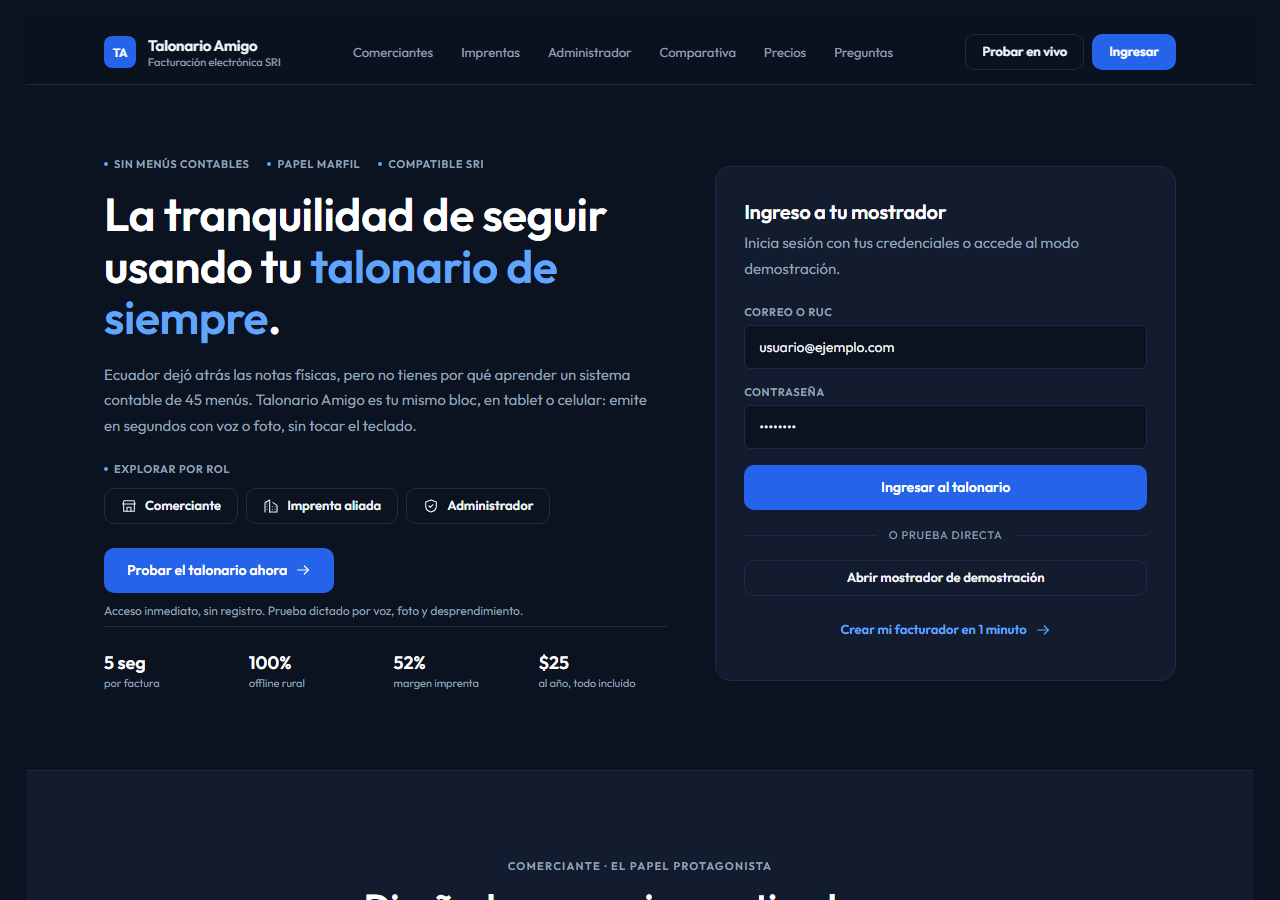 TA
Talonario Amigo
Facturación electrónica SRI
Comerciantes
Imprentas
Administrador
Comparativa
Precios
Preguntas
Probar en vivo
Ingresar
• SIN MENÚS CONTABLES • PAPEL MARFIL • COMPATIBLE SRI
La tranquilidad de seguir
usando tu talonario de
siempre.
Ecuador dejó atrás las notas físicas, pero no tienes por qué aprender un sistema
contable de 45 menús. Talonario Amigo es tu mismo bloc, en tablet o celular: emite
en segundos con voz o foto, sin tocar el teclado.
• EXPLORAR POR ROL
Comerciante
Imprenta aliada
Administrador
Probar el talonario ahora →
Acceso inmediato, sin registro. Prueba dictado por voz, foto y desprendimiento.
5 seg
por factura
100%
offline rural
52%
margen imprenta
$25
al año, todo incluido
Ingreso a tu mostrador
Inicia sesión con tus credenciales o accede al modo
demostración.
CORREO O RUC
usuario@ejemplo.com
CONTRASEÑA
••••••••
Ingresar al talonario
O PRUEBA DIRECTA
Abrir mostrador de demostración
Crear mi facturador en 1 minuto →
COMERCIANTE · EL PAPEL PROTAGONISTA